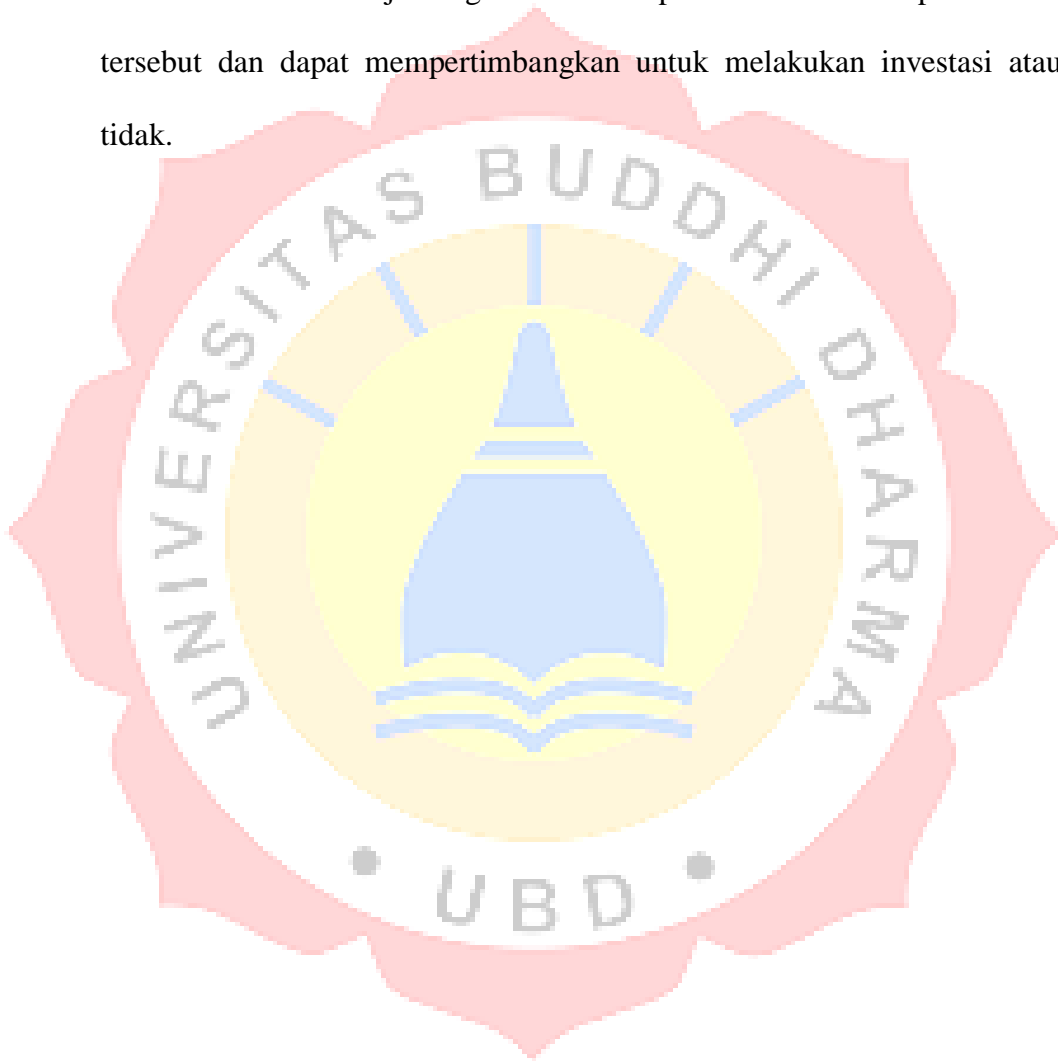 tersebut dan dapat mempertimbangkan untuk melakukan investasi atau
tidak.
UNIVERSITAS BUDDHI DHARMA
• UBD •